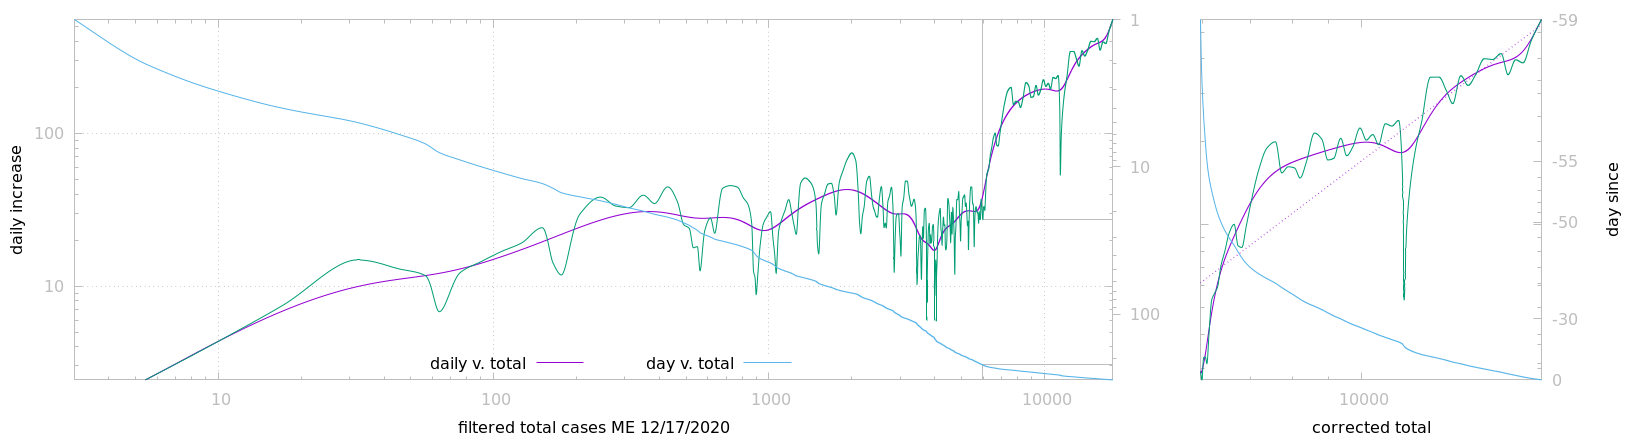 daily increase
100
10
1
10
100
daily v. total
day v. total
10
100
1000
10000
filtered total cases ME 12/17/2020
-59
-55
-50
-30
0
day since
10000
corrected total